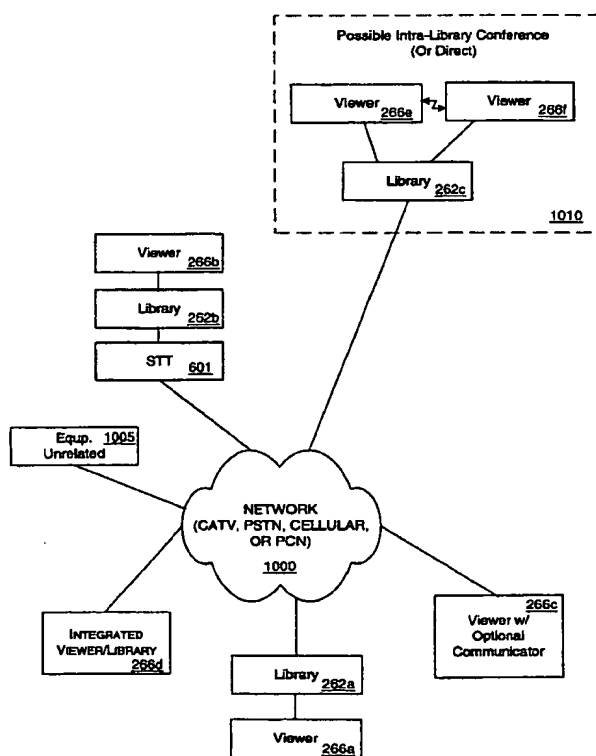 Possible Intra-Library Conference
(Or Direct)
Viewer 266e
Viewer 266f
Library 262c
1010
Viewer 266b
Library 262b
STT 601
Equp. 1005
Unrelated
NETWORK
(CATV, PSTN, CELLULAR,
OR PCN)
1000
INTEGRATED
VIEWER/LIBRARY
266d
266c
Viewer w/
Optional
Communicator
Library 262a
Viewer 266a